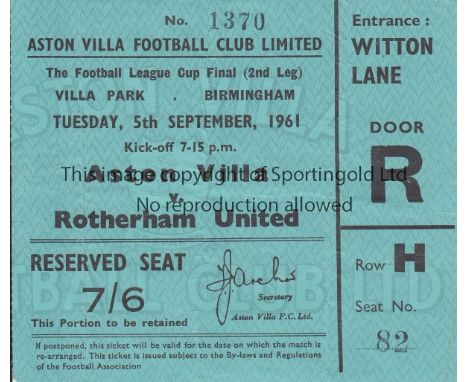 No. 1370
ASTON VILLA FOOTBALL CLUB LIMITED
The Football League Cup Final (2nd Leg)
VILLA PARK . BIRMINGHAM
TUESDAY, 5th SEPTEMBER, 1961
Kick-off 7-15 p.m.
Aston Villa
This image copyright of Sportingold Limited
v.
No reproduction allowed
Rotherham United
RESERVED SEAT
7/6
This Portion to be retained
J Archer
Secretary
Aston Villa F.C. Ltd.
If postponed, this ticket will be valid for the date on which the match is
re-arranged. This ticket is issued subject to the By-laws and Regulations
of the Football Association
Entrance :
WITTON
LANE
DOOR
R
Row H
Seat No.
82